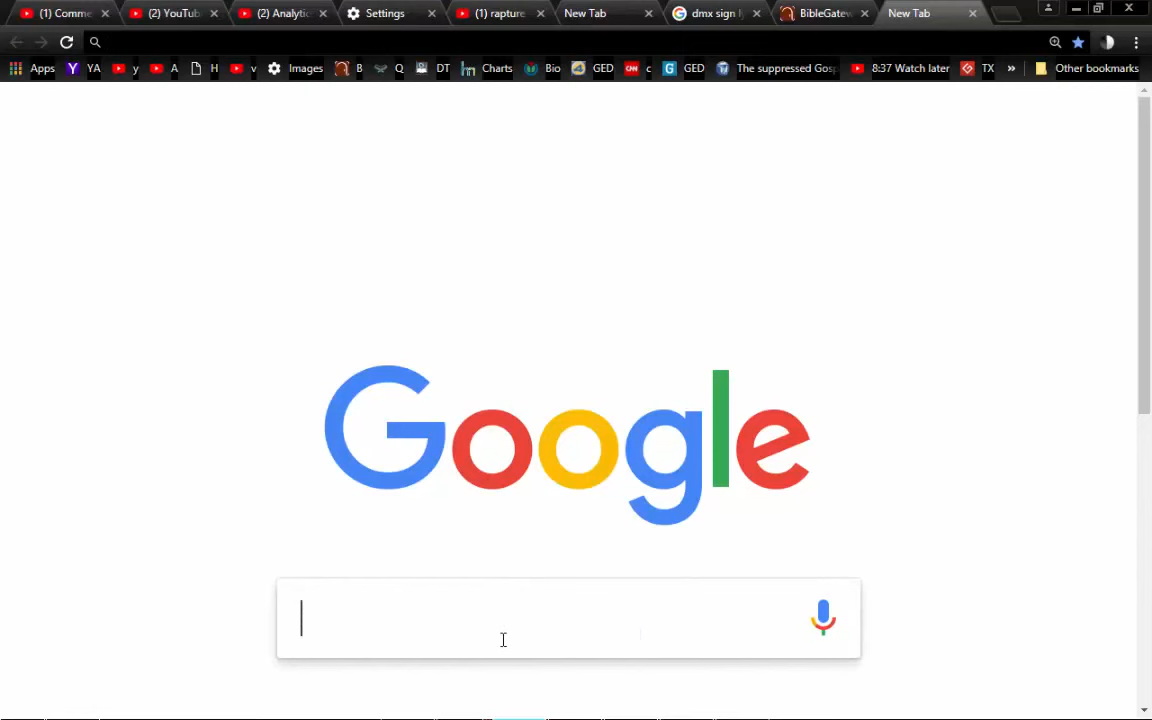 (1) Comme (2) YouTub (2) Analytic Settings (1) rapture New Tab dmx sign ly BibleGatew New Tab
Apps YA y A H v Images B Q DT Charts Bio GED c GED The suppressed Gosp 8:37 Watch later TX » Other bookmarks
Google